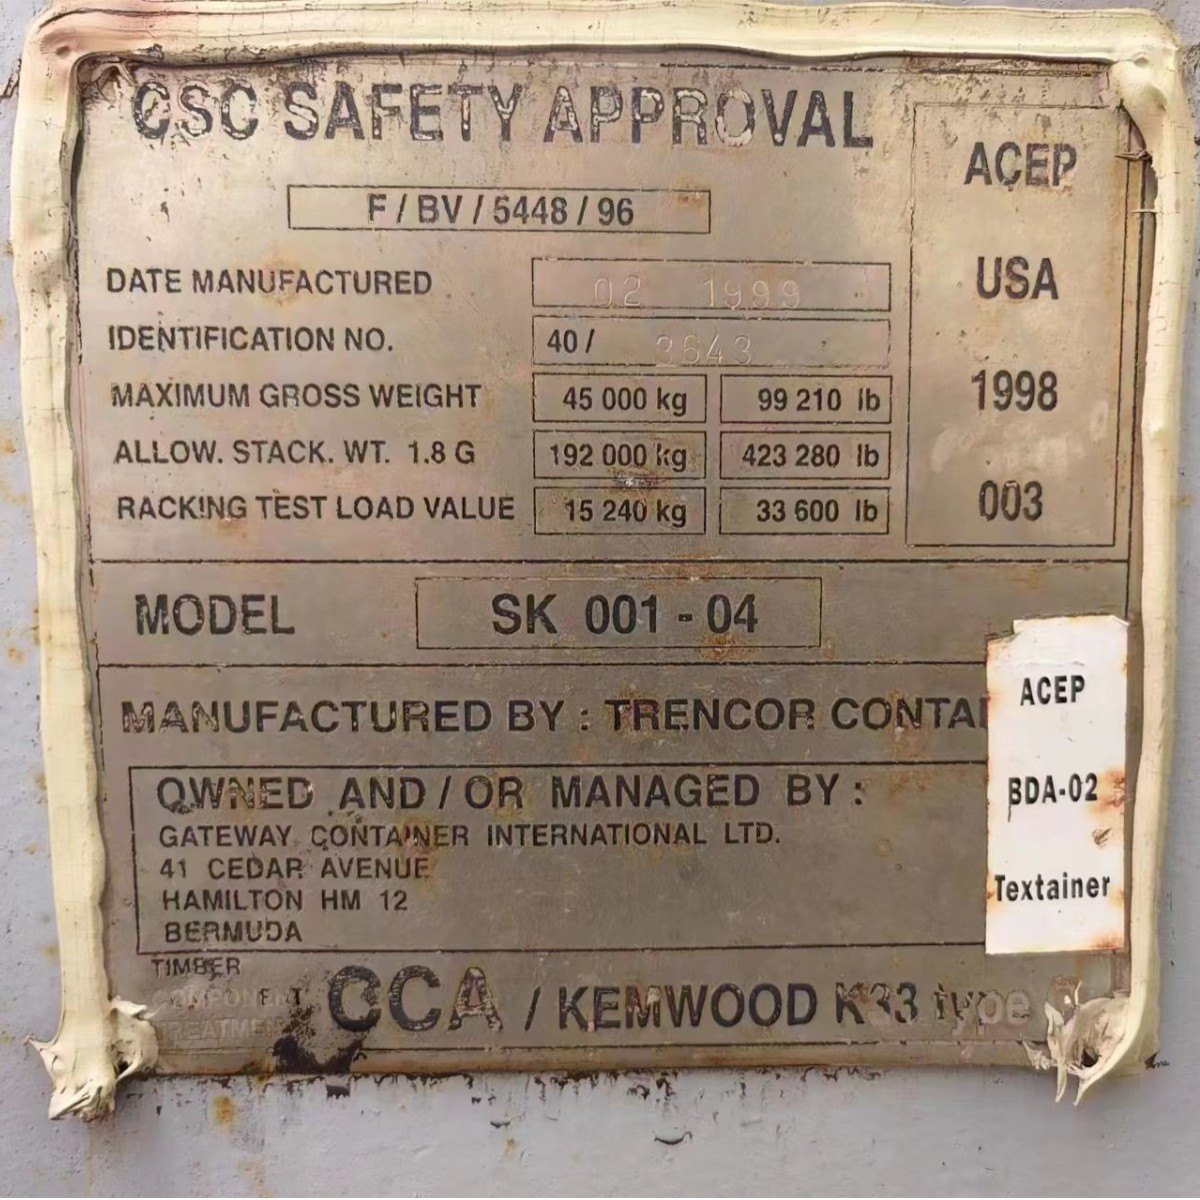 CSC SAFETY APPROVAL
F / BV / 5448 / 96
DATE MANUFACTURED 02 1999
IDENTIFICATION NO. 40 / 3643
MAXIMUM GROSS WEIGHT 45 000 kg 99 210 lb
ALLOW. STACK. WT. 1.8 G 192 000 kg 423 280 lb
RACKING TEST LOAD VALUE 15 240 kg 33 600 lb
ACEP
USA
1998
003
MODEL SK 001 - 04
MANUFACTURED BY : TRENCOR CONTAI
OWNED AND / OR MANAGED BY :
GATEWAY CONTAINER INTERNATIONAL LTD.
41 CEDAR AVENUE
HAMILTON HM 12
BERMUDA
ACEP
BDA-02
Textainer
TIMBER
COMPONENT
TREATMENT
CCA / KEMWOOD K33 type